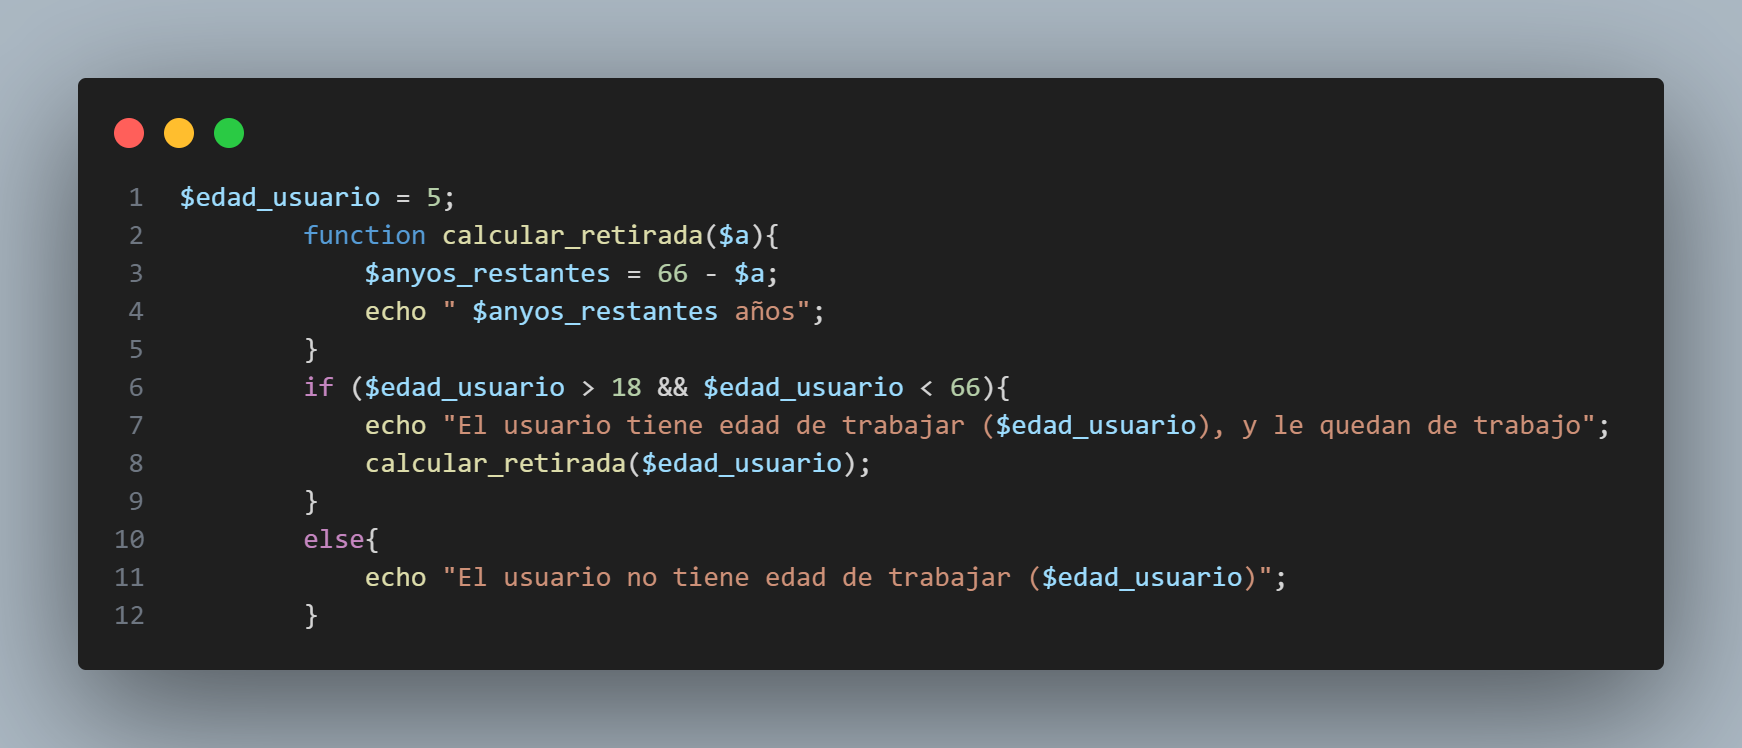 1 $edad_usuario = 5;
2         function calcular_retirada($a){
3             $anyos_restantes = 66 - $a;
4             echo " $anyos_restantes años";
5         }
6         if ($edad_usuario > 18 && $edad_usuario < 66){
7             echo "El usuario tiene edad de trabajar ($edad_usuario), y le quedan de trabajo";
8             calcular_retirada($edad_usuario);
9         }
10         else{
11             echo "El usuario no tiene edad de trabajar ($edad_usuario)";
12         }